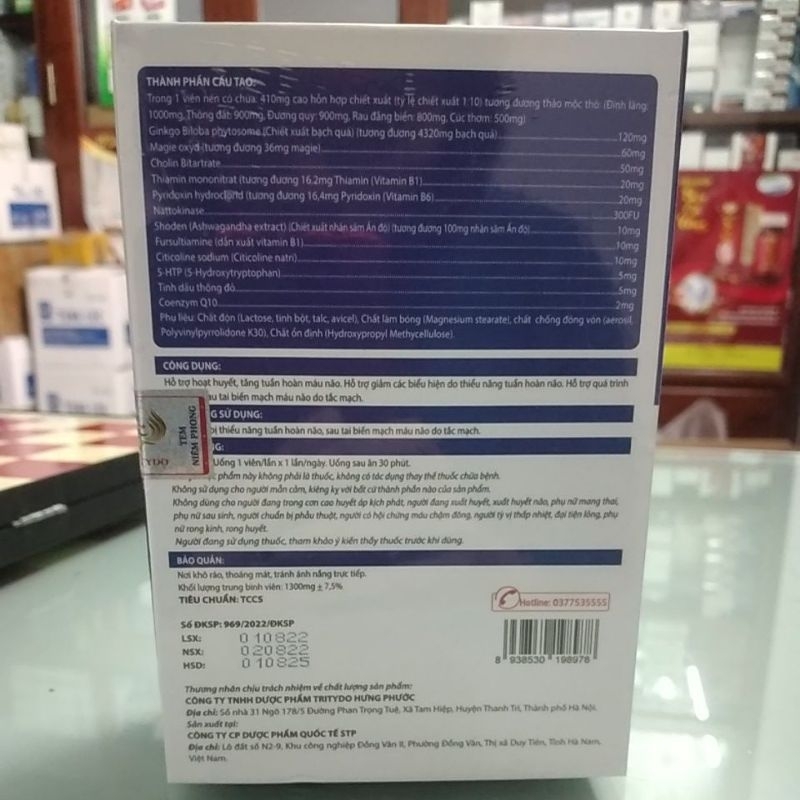 THÀNH PHẦN CẤU TẠO:
Trong 1 viên nén có chứa: 410mg cao hỗn hợp chiết xuất (tỷ lệ chiết xuất 1:10) tương đương thảo mộc thô: (Đinh lăng:
1000mg, Thông đất: 900mg, Đương quy: 900mg, Rau đắng biển: 800mg, Cúc thơm: 500mg)
Ginkgo Biloba phytosome (Chiết xuất bạch quả) (tương đương 4320mg bạch quả) 120mg
Magie oxyd (tương đương 36mg magie) 60mg
Cholin Bitartrate 50mg
Thiamin mononitrat (tương đương 16,2mg Thiamin (Vitamin B1) 20mg
Pyridoxin hydroclorid (tương đương 16,4mg Pyridoxin (Vitamin B6) 20mg
Nattokinase 300FU
Shoden (Ashwagandha extract) (Chiết xuất nhân sâm Ấn độ) (tương đương 100mg nhân sâm Ấn độ) 10mg
Fursultiamine (dẫn xuất vitamin B1) 10mg
Citicoline sodium (Citicoline natri) 10mg
5-HTP (5-Hydroxytryptophan) 5mg
Tinh dầu thông đỏ 5mg
Coenzym Q10 2mg
Phụ liệu: Chất độn (Lactose, tinh bột, talc, avicel), Chất làm bóng (Magnesium stearate), chất chống đông vón (aerosil,
Polyvinylpyrrolidone K30), Chất ổn định (Hydroxypropyl Methycellulose).
CÔNG DỤNG:
Hỗ trợ hoạt huyết, tăng tuần hoàn máu não. Hỗ trợ giảm các biểu hiện do thiểu năng tuần hoàn não. Hỗ trợ quá trình
au tai biến mạch máu não do tắc mạch.
G SỬ DỤNG:
bị thiểu năng tuần hoàn não, sau tai biến mạch máu não do tắc mạch.
NG:
Uống 1 viên/lần x 1 lần/ngày. Uống sau ăn 30 phút.
phẩm này không phải là thuốc, không có tác dụng thay thế thuốc chữa bệnh.
Không sử dụng cho người mẫn cảm, kiêng kỵ với bất cứ thành phần nào của sản phẩm.
Không dùng cho người đang trong cơn cao huyết áp kịch phát, người đang xuất huyết, xuất huyết não, phụ nữ mang thai,
phụ nữ sau sinh, người chuẩn bị phẫu thuật, người có hội chứng máu chậm đông, người tỳ vị thấp nhiệt, đại tiện lỏng, phụ
nữ rong kinh, rong huyết.
Người đang sử dụng thuốc, tham khảo ý kiến thầy thuốc trước khi dùng.
TEM
NIÊM PHONG
YDO
BẢO QUẢN:
Nơi khô ráo, thoáng mát, tránh ánh nắng trực tiếp.
Khối lượng trung bình viên: 1300mg ± 7,5%
TIÊU CHUẨN: TCCS
Hotline: 0377535555
Số ĐKSP: 969/2022/ĐKSP
LSX: 010822
NSX: 020822
HSD: 010825
8 938530 198978
Thương nhân chịu trách nhiệm về chất lượng sản phẩm:
CÔNG TY TNHH DƯỢC PHẨM TRITYDO HƯNG PHƯỚC
Địa chỉ: Số nhà 31 Ngõ 178/5 Đường Phan Trọng Tuệ, Xã Tam Hiệp, Huyện Thanh Trì, Thành phố Hà Nội.
Sản xuất tại:
CÔNG TY CP DƯỢC PHẨM QUỐC TẾ STP
Địa chỉ: Lô đất số N2-9, Khu công nghiệp Đồng Văn II, Phường Đồng Văn, Thị xã Duy Tiên, Tỉnh Hà Nam,
Việt Nam.